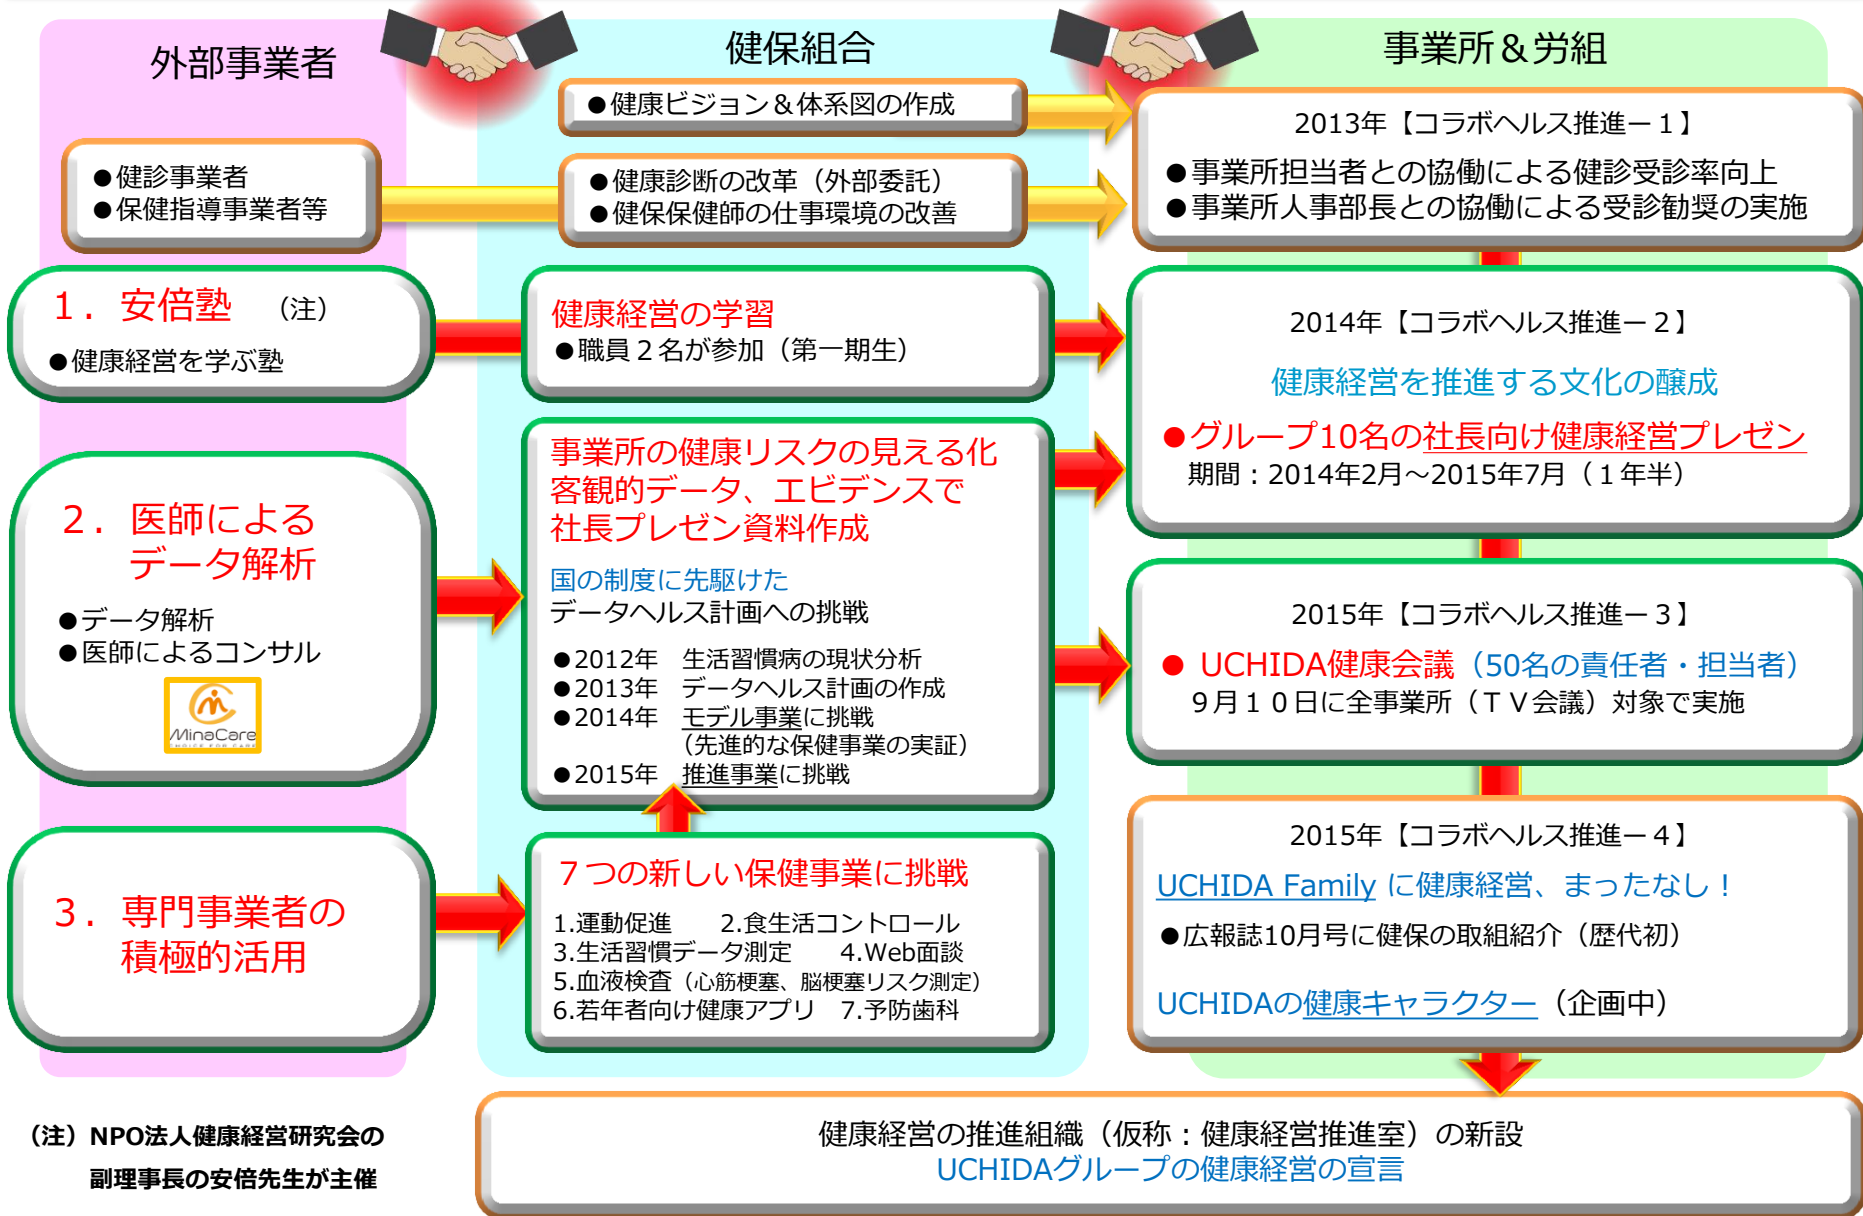 外部事業者
健保組合
事業所＆労組
●健診事業者
●保健指導事業者等
●健康ビジョン＆体系図の作成
●健康診断の改革（外部委託）
●健保保健師の仕事環境の改善
2013年【コラボヘルス推進ー１】
●事業所担当者との協働による健診受診率向上
●事業所人事部長との協働による受診勧奨の実施
１．安倍塾　（注）
●健康経営を学ぶ塾
健康経営の学習
●職員２名が参加（第一期生）
2014年【コラボヘルス推進ー２】
健康経営を推進する文化の醸成
●グループ10名の社長向け健康経営プレゼン
期間：2014年2月～2015年7月（１年半）
２．医師による
データ解析
●データ解析
●医師によるコンサル
MinaCare
CHOICE FOR CARE
事業所の健康リスクの見える化
客観的データ、エビデンスで
社長プレゼン資料作成
国の制度に先駆けた
データヘルス計画への挑戦
●2012年　生活習慣病の現状分析
●2013年　データヘルス計画の作成
●2014年　モデル事業に挑戦
（先進的な保健事業の実証）
●2015年　推進事業に挑戦
2015年【コラボヘルス推進ー３】
● UCHIDA健康会議（50名の責任者・担当者）
９月１０日に全事業所（ＴＶ会議）対象で実施
３．専門事業者の
積極的活用
７つの新しい保健事業に挑戦
1.運動促進　2.食生活コントロール
3.生活習慣データ測定　4.Web面談
5.血液検査（心筋梗塞、脳梗塞リスク測定）
6.若年者向け健康アプリ　7.予防歯科
2015年【コラボヘルス推進ー４】
UCHIDA Family に健康経営、まったなし！
●広報誌10月号に健保の取組紹介（歴代初）
UCHIDAの健康キャラクター（企画中）
（注）NPO法人健康経営研究会の
副理事長の安倍先生が主催
健康経営の推進組織（仮称：健康経営推進室）の新設
UCHIDAグループの健康経営の宣言